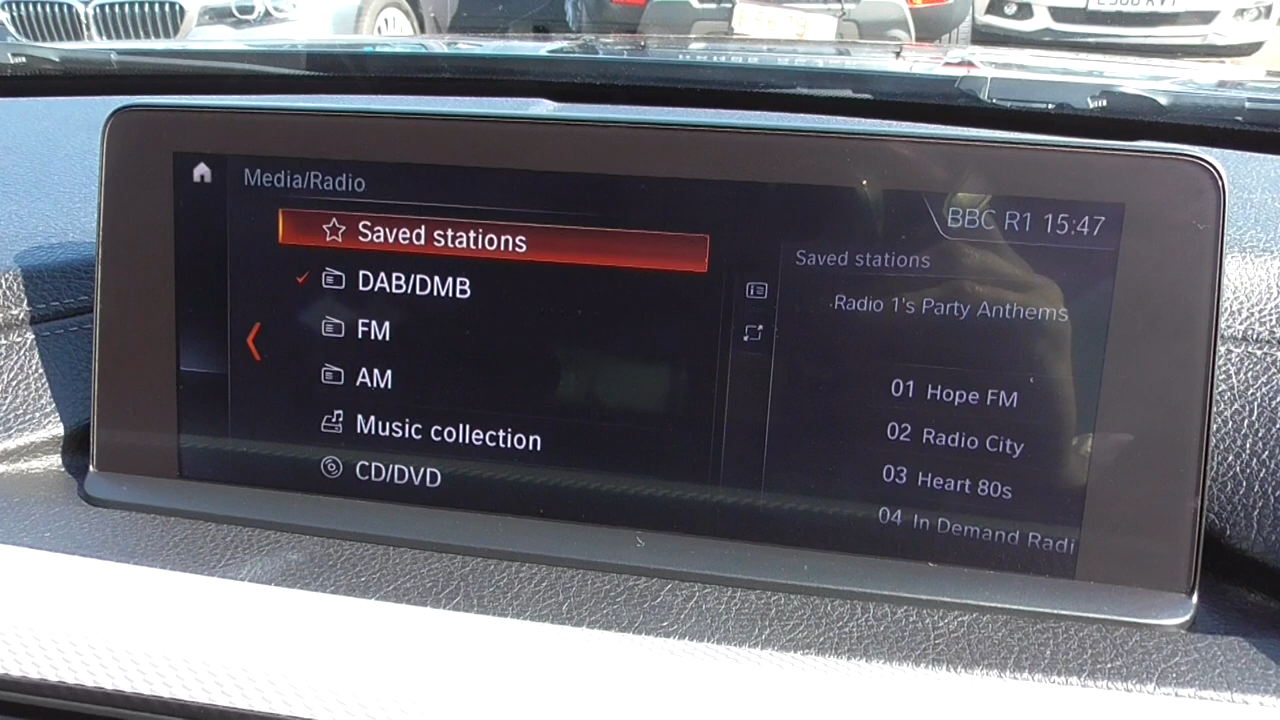 Media/Radio
BBC R1 15:47
Saved stations
DAB/DMB
FM
AM
Music collection
CD/DVD
Saved stations
Radio 1's Party Anthems
01 Hope FM
02 Radio City
03 Heart 80s
04 In Demand Radi